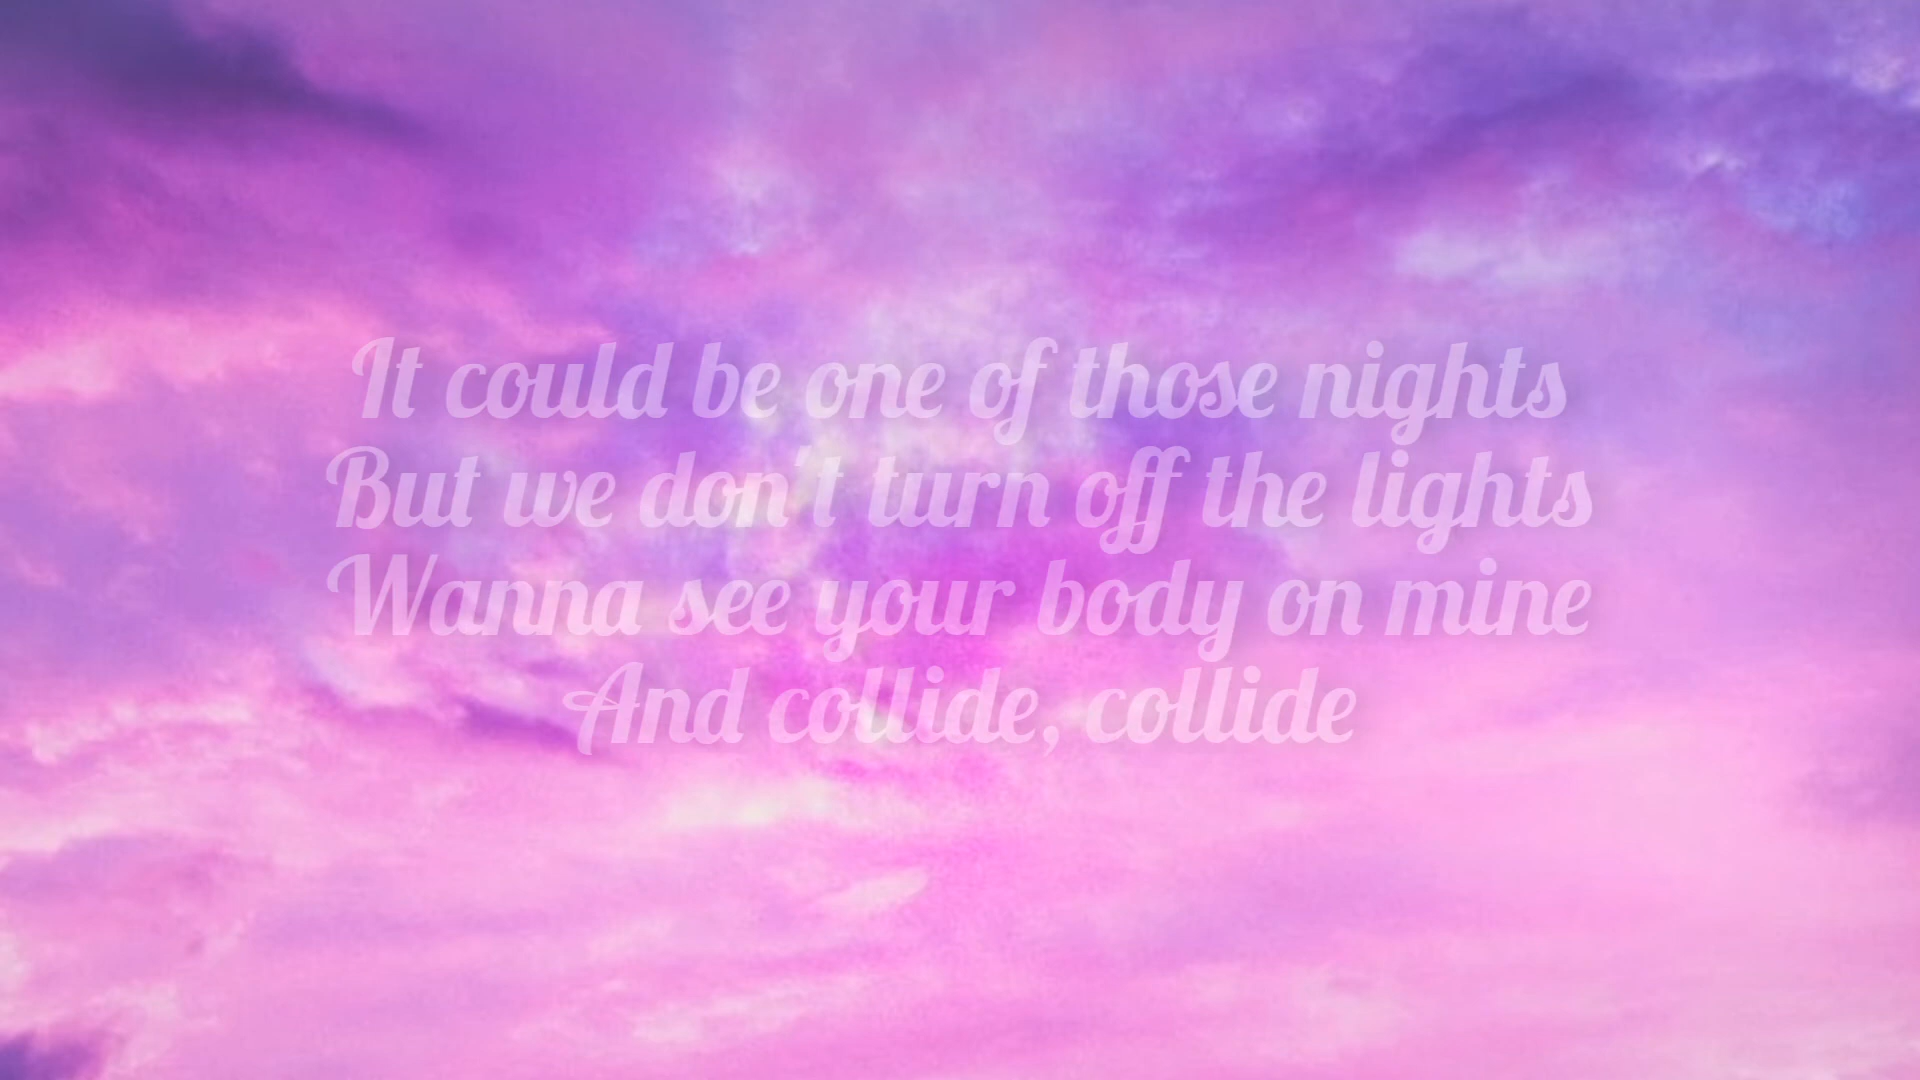 It could be one of those nights
But we don't turn off the lights
Wanna see your body on mine
And collide, collide